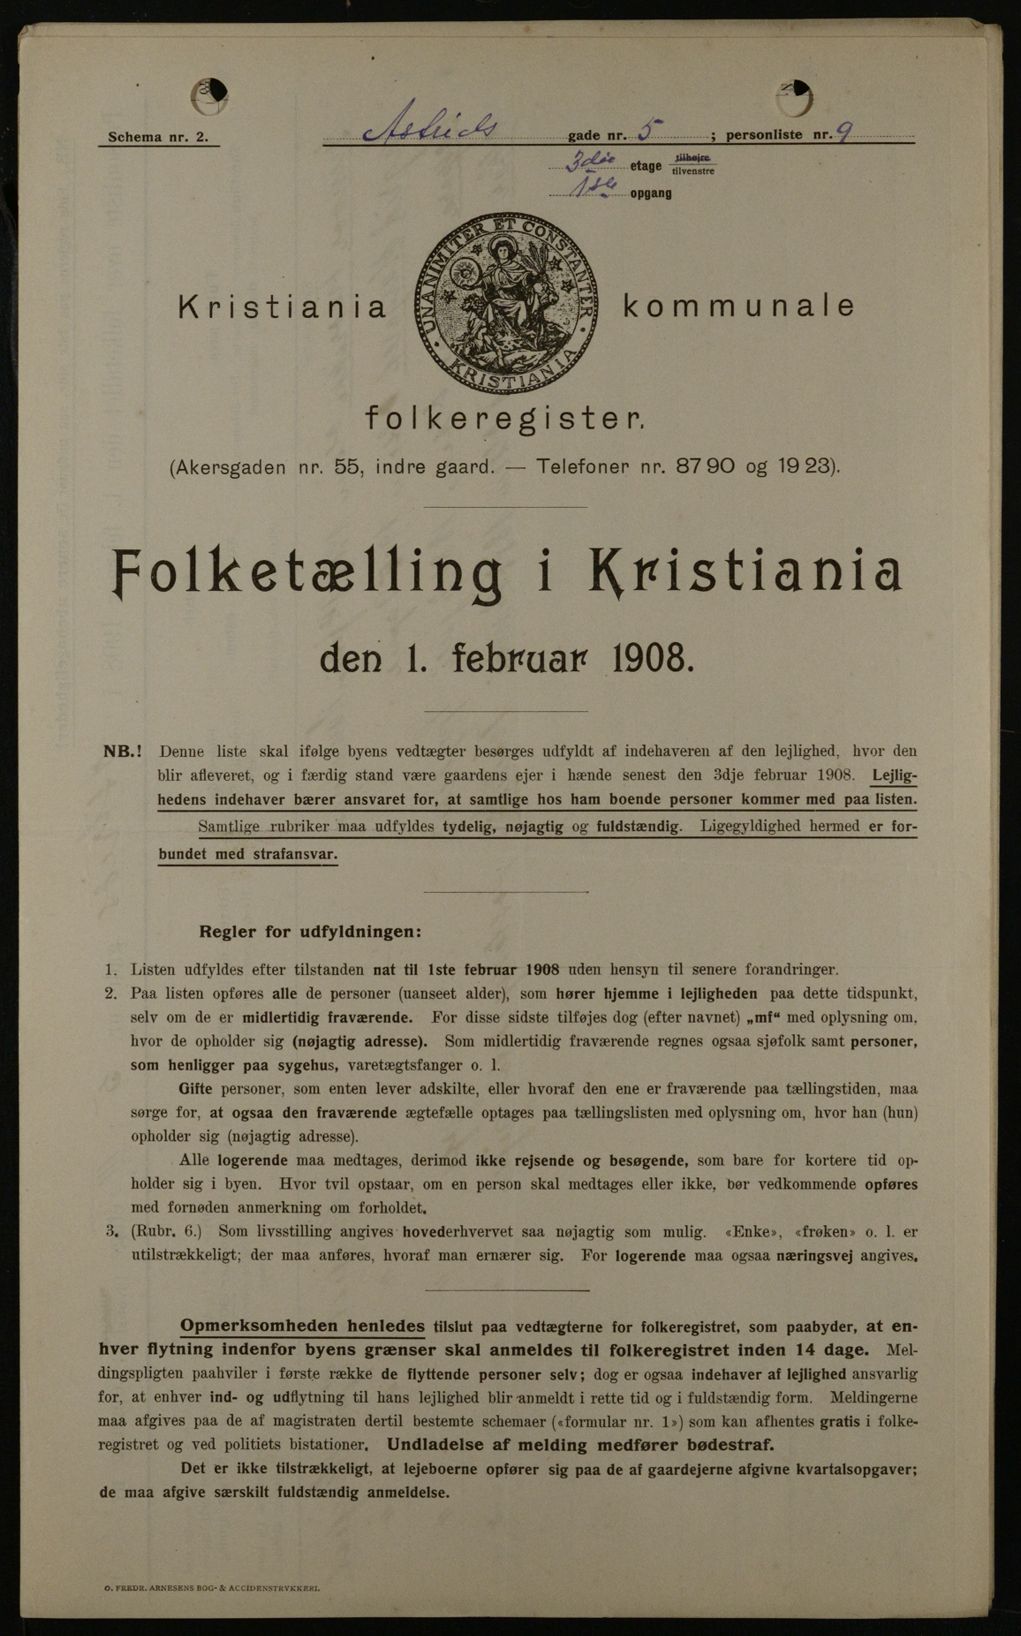 Schema nr. 2.
Astrids gade nr. 5 ; personliste nr. 9
3die etage tilhøjre tilvenstre
1ste opgang
UNANIMITER ET CONSTANTER · KRISTIANIA ·
Kristiania kommunale
folkeregister.
(Akersgaden nr. 55, indre gaard. — Telefoner nr. 87 90 og 19 23).
Folketælling i Kristiania
den 1. februar 1908.
NB.! Denne liste skal ifølge byens vedtægter besørges udfyldt af indehaveren af den lejlighed, hvor den
blir afleveret, og i færdig stand være gaardens ejer i hænde senest den 3dje februar 1908. Lejlig-
hedens indehaver bærer ansvaret for, at samtlige hos ham boende personer kommer med paa listen.
Samtlige rubriker maa udfyldes tydelig, nøjagtig og fuldstændig. Ligegyldighed hermed er for-
bundet med strafansvar.
Regler for udfyldningen:
1. Listen udfyldes efter tilstanden nat til 1ste februar 1908 uden hensyn til senere forandringer.
2. Paa listen opføres alle de personer (uanseet alder), som hører hjemme i lejligheden paa dette tidspunkt,
selv om de er midlertidig fraværende. For disse sidste tilføjes dog (efter navnet) „mf“ med oplysning om,
hvor de opholder sig (nøjagtig adresse). Som midlertidig fraværende regnes ogsaa sjøfolk samt personer,
som henligger paa sygehus, varetægtsfanger o. l.
Gifte personer, som enten lever adskilte, eller hvoraf den ene er fraværende paa tællingstiden, maa
sørge for, at ogsaa den fraværende ægtefælle optages paa tællingslisten med oplysning om, hvor han (hun)
opholder sig (nøjagtig adresse).
Alle logerende maa medtages, derimod ikke rejsende og besøgende, som bare for kortere tid op-
holder sig i byen. Hvor tvil opstaar, om en person skal medtages eller ikke, bør vedkommende opføres
med fornøden anmerkning om forholdet.
3. (Rubr. 6.) Som livsstilling angives hovederhvervet saa nøjagtig som mulig. «Enke», «frøken» o. l. er
utilstrækkeligt; der maa anføres, hvoraf man ernærer sig. For logerende maa ogsaa næringsvej angives.
Opmerksomheden henledes tilslut paa vedtægterne for folkeregistret, som paabyder, at en-
hver flytning indenfor byens grænser skal anmeldes til folkeregistret inden 14 dage. Mel-
dingspligten paahviler i første række de flyttende personer selv; dog er ogsaa indehaver af lejlighed ansvarlig
for, at enhver ind- og udflytning til hans lejlighed blir anmeldt i rette tid og i fuldstændig form. Meldingerne
maa afgives paa de af magistraten dertil bestemte schemaer («formular nr. 1») som kan afhentes gratis i folke-
registret og ved politiets bistationer. Undladelse af melding medfører bødestraf.
Det er ikke tilstrækkeligt, at lejeboerne opfører sig paa de af gaardejerne afgivne kvartalsopgaver;
de maa afgive særskilt fuldstændig anmeldelse.
O. FREDR. ARNESENS BOG- & ACCIDENSTRYKKERI.